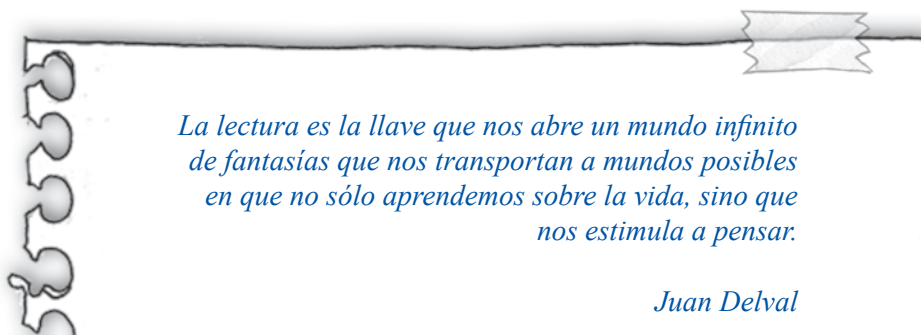 La lectura es la llave que nos abre un mundo infinito
de fantasías que nos transportan a mundos posibles
en que no sólo aprendemos sobre la vida, sino que
nos estimula a pensar.
Juan Delval